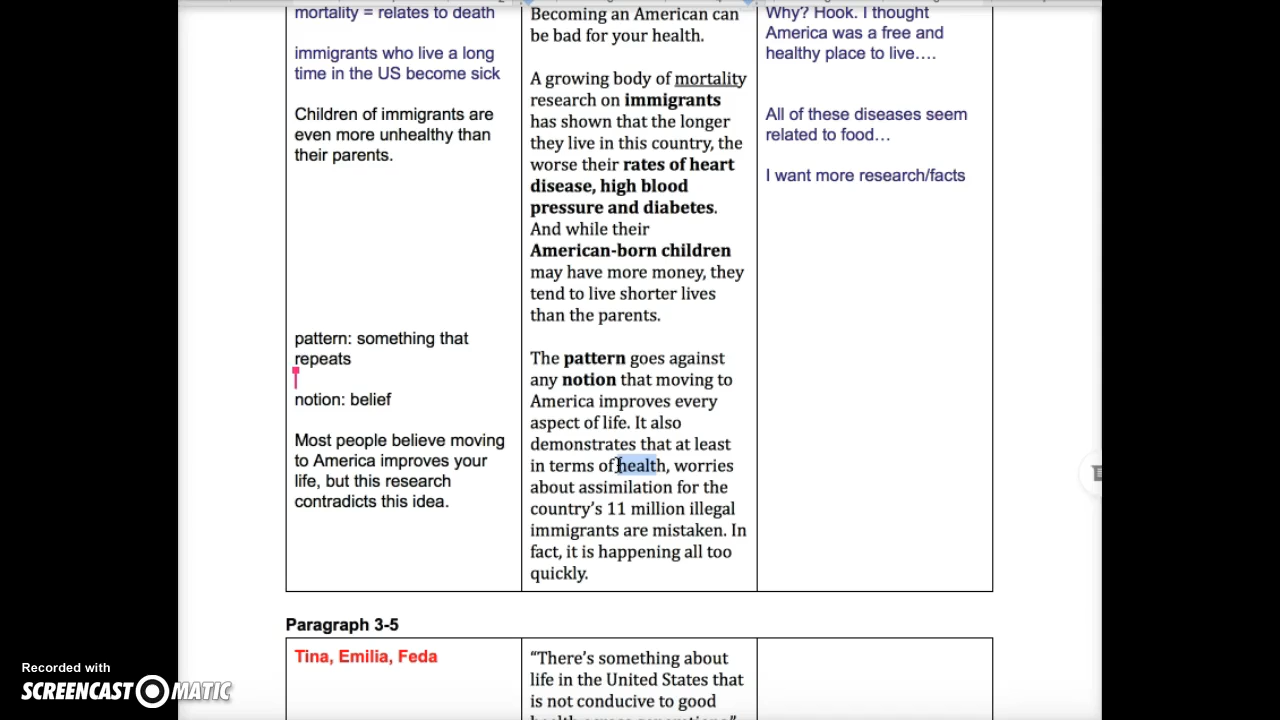 mortality = relates to death
immigrants who live a long
time in the US become sick
Children of immigrants are
even more unhealthy than
their parents.
pattern: something that
repeats
notion: belief
Most people believe moving
to America improves your
life, but this research
contradicts this idea.
Becoming an American can
be bad for your health.
A growing body of mortality
research on immigrants
has shown that the longer
they live in this country, the
worse their rates of heart
disease, high blood
pressure and diabetes.
And while their
American-born children
may have more money, they
tend to live shorter lives
than the parents.
The pattern goes against
any notion that moving to
America improves every
aspect of life. It also
demonstrates that at least
in terms of health, worries
about assimilation for the
country’s 11 million illegal
immigrants are mistaken. In
fact, it is happening all too
quickly.
Why? Hook. I thought
America was a free and
healthy place to live….
All of these diseases seem
related to food…
I want more research/facts
Paragraph 3-5
Tina, Emilia, Feda
“There’s something about
life in the United States that
is not conducive to good
health across generations,”
Recorded with
SCREENCAST MATIC